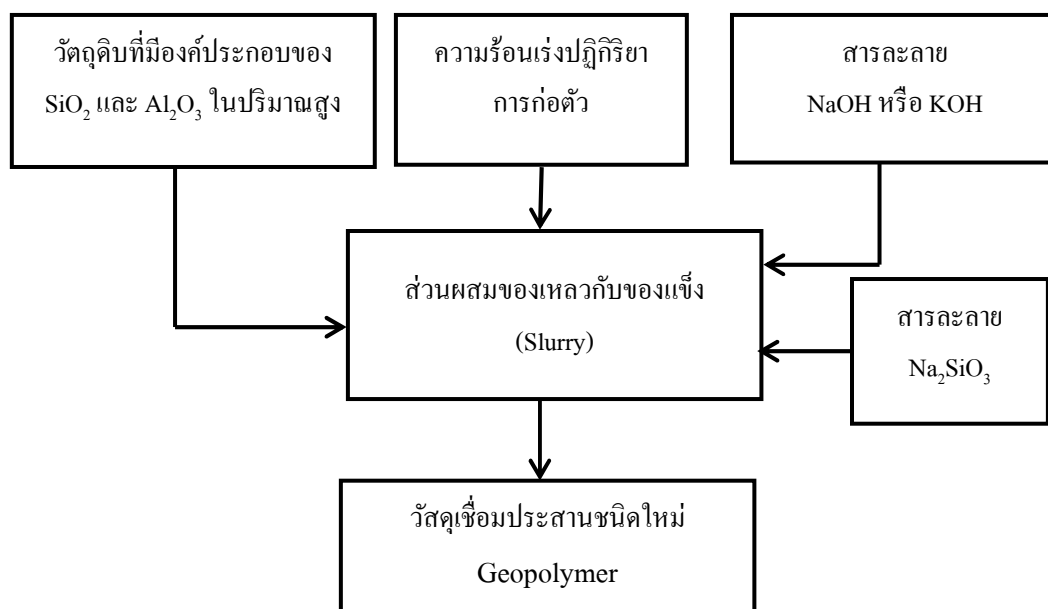 วัตถุดิบที่มีองค์ประกอบของ
SiO₂ และ Al₂O₃ ในปริมาณสูง
ความร้อนเร่งปฏิกิริยา
การก่อตัว
สารละลาย
NaOH หรือ KOH
ส่วนผสมของเหลวกับของแข็ง
(Slurry)
สารละลาย
Na₂SiO₃
วัสดุเชื่อมประสานชนิดใหม่
Geopolymer